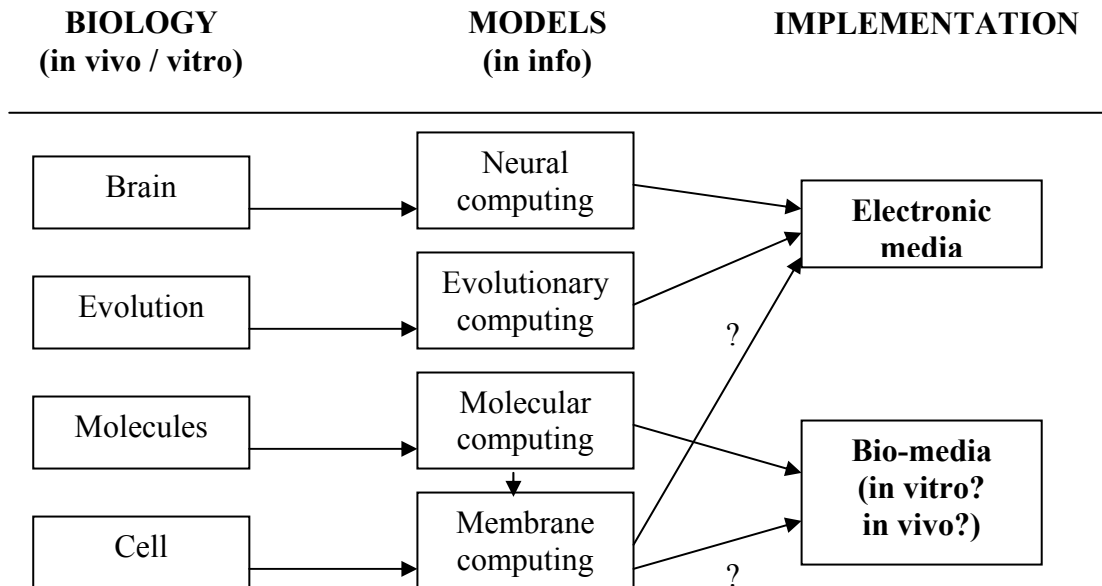 BIOLOGY
(in vivo / vitro)
MODELS
(in info)
IMPLEMENTATION
Brain
Neural
computing
Electronic
media
Evolution
Evolutionary
computing
?
Molecules
Molecular
computing
Bio-media
(in vitro?
in vivo?)
Cell
Membrane
computing
?